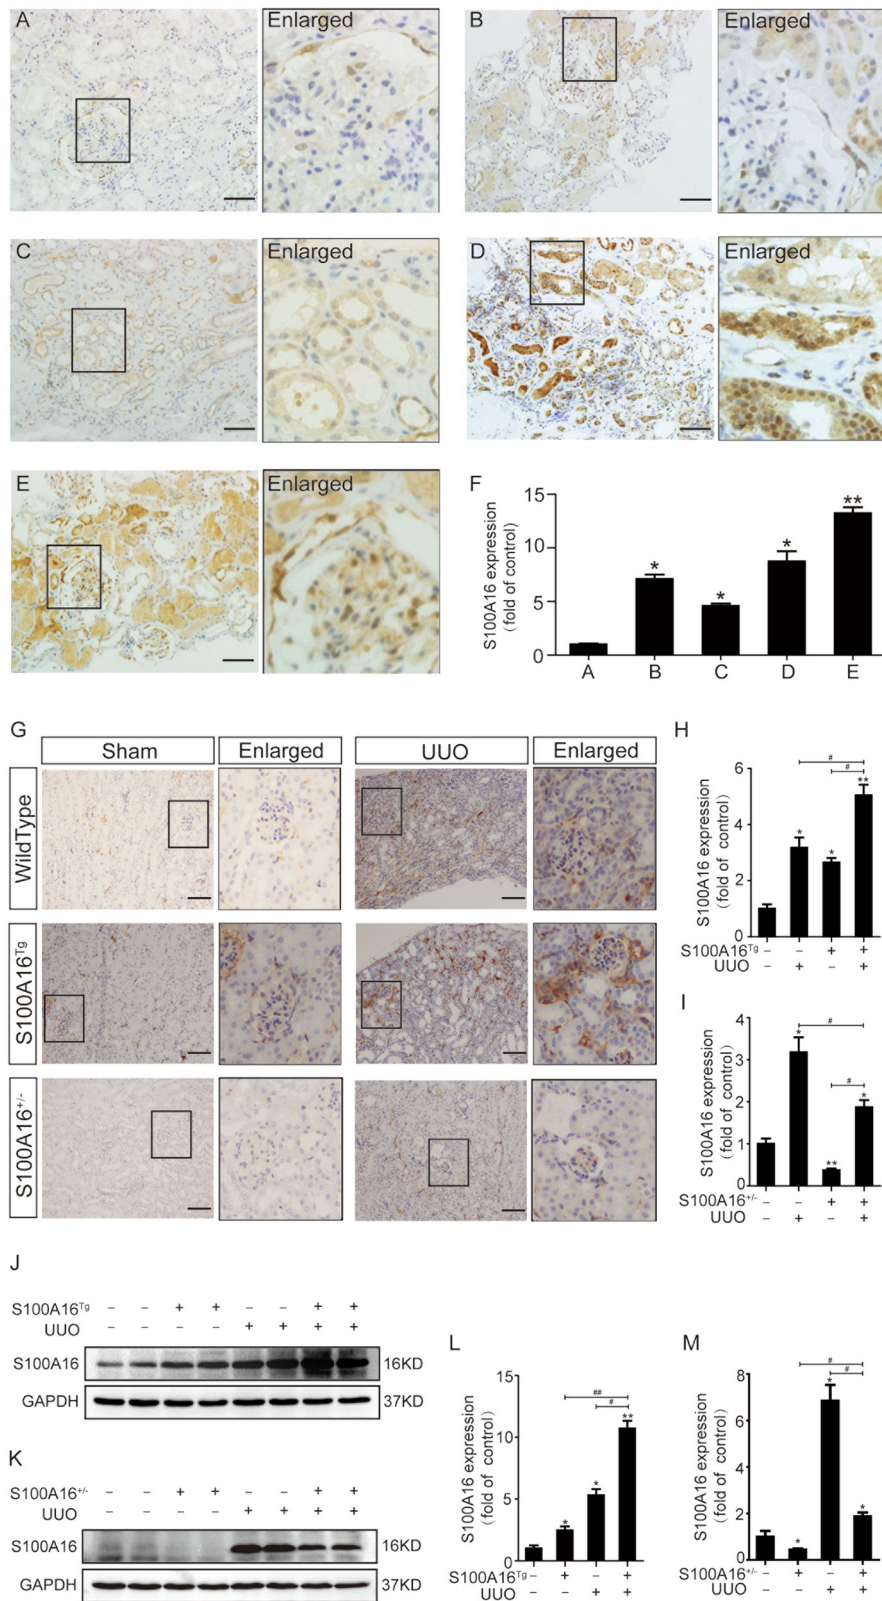 A Enlarged B Enlarged
C Enlarged D Enlarged
E Enlarged F
S100A16 expression
(fold of control)
15
10
5
0
* * * **
A B C D E
G
Sham Enlarged UUO Enlarged
WildType
S100A16Tg
S100A16+/-
H
S100A16 expression
(fold of control)
6
4
2
0
* * **
# #
S100A16Tg – – + +
UUO – + – +
I
S100A16 expression
(fold of control)
4
3
2
1
0
* ** *
# #
S100A16+/- – – + +
UUO – + – +
J
S100A16Tg – – + + – – + +
UUO – – – – + + + +
S100A16 16KD
GAPDH 37KD
K
S100A16+/- – – + + – – + +
UUO – – – – + + + +
S100A16 16KD
GAPDH 37KD
L
S100A16 expression
(fold of control)
15
10
5
0
* * **
## #
S100A16Tg – + – +
UUO – – + +
M
S100A16 expression
(fold of control)
8
6
4
2
0
* * *
# #
S100A16+/- – + – +
UUO – – + +